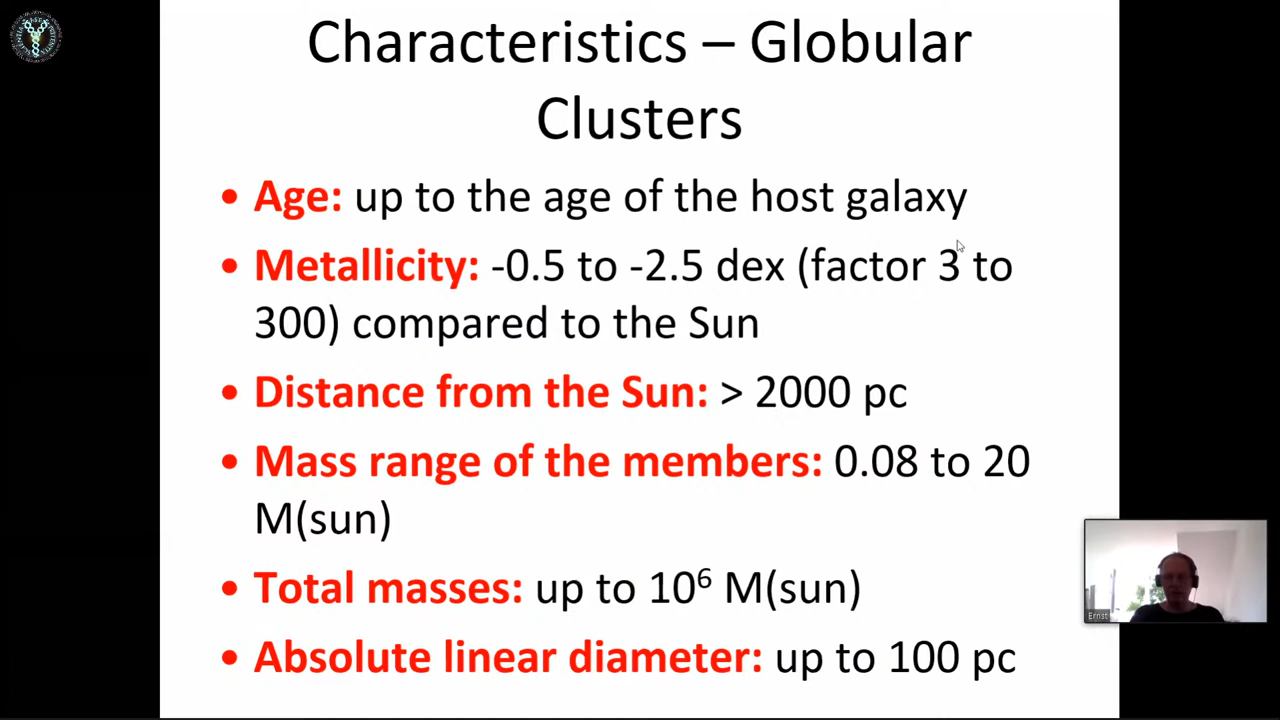 Characteristics – Globular
Clusters
• Age: up to the age of the host galaxy
• Metallicity: -0.5 to -2.5 dex (factor 3 to
300) compared to the Sun
• Distance from the Sun: > 2000 pc
• Mass range of the members: 0.08 to 20
M(sun)
• Total masses: up to 10⁶ M(sun)
• Absolute linear diameter: up to 100 pc
Ernst